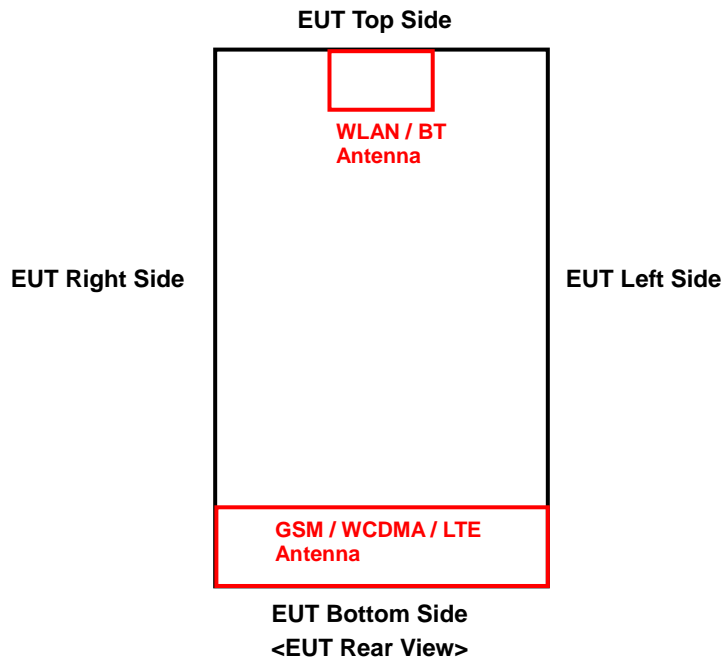 EUT Top Side
WLAN / BT
Antenna
EUT Right Side
EUT Left Side
GSM / WCDMA / LTE
Antenna
EUT Bottom Side
<EUT Rear View>